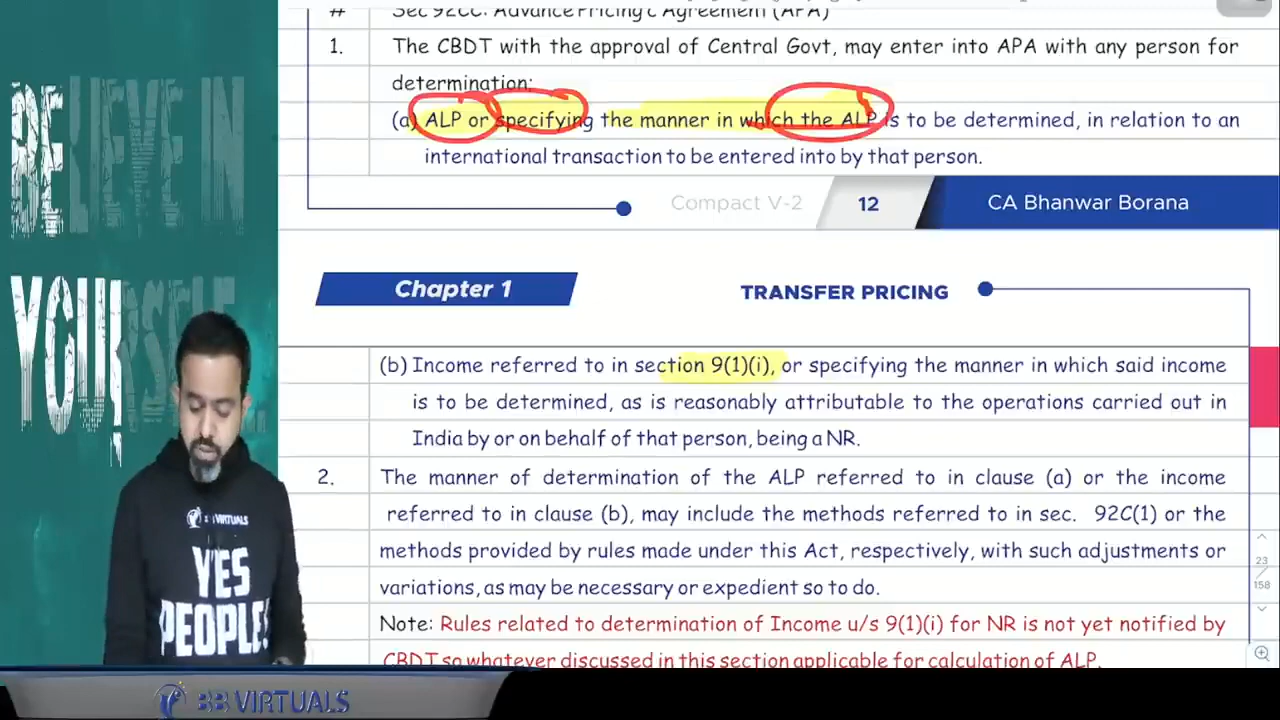 BELIEVE IN
YOURSELF...
YOU!
# Sec 92CC: Advance Pricing c Agreement (APA)
1. The CBDT with the approval of Central Govt, may enter into APA with any person for
determination;
(a) ALP or specifying the manner in which the ALP is to be determined, in relation to an
international transaction to be entered into by that person.
Compact V-2 12 CA Bhanwar Borana
Chapter 1 TRANSFER PRICING
(b) Income referred to in section 9(1)(i), or specifying the manner in which said income
is to be determined, as is reasonably attributable to the operations carried out in
India by or on behalf of that person, being a NR.
2. The manner of determination of the ALP referred to in clause (a) or the income
referred to in clause (b), may include the methods referred to in sec. 92C(1) or the
methods provided by rules made under this Act, respectively, with such adjustments or
variations, as may be necessary or expedient so to do.
Note: Rules related to determination of Income u/s 9(1)(i) for NR is not yet notified by
CBDT so whatever discussed in this section applicable for calculation of ALP.
23
158
BB VIRTUALS
YES
PEOPLE!
BB VIRTUALS